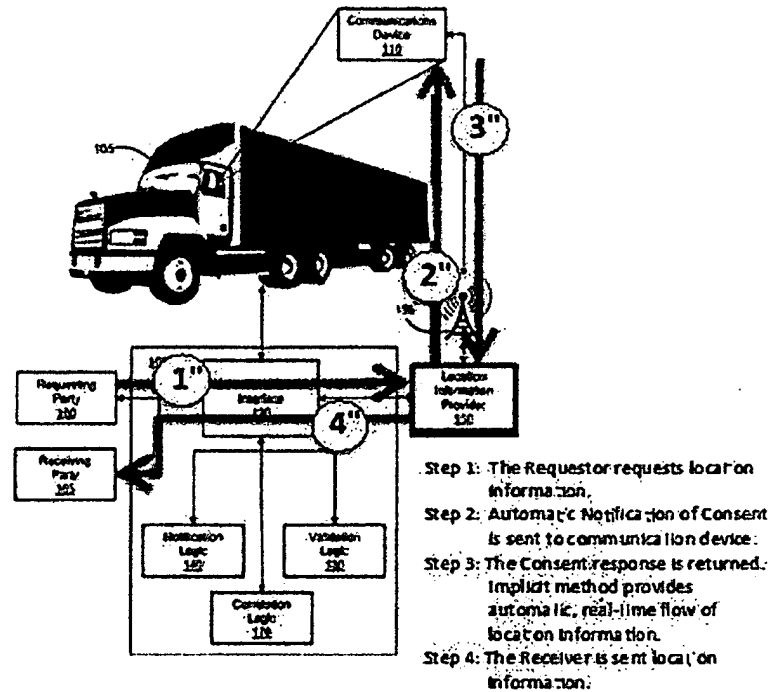 Communications
Device
110
105
3"
2"
1"
Requesting
Party
160
Interface
120
Location
Information
Provider
150
4"
Receiving
Party
165
Notification
Logic
140
Validation
Logic
130
Correlation
Logic
170
Step 1: The Requestor requests location
Information.
Step 2: Automatic Notification of Consent
is sent to communication device.
Step 3: The Consent response is returned.
Implicit method provides
automatic, real-time flow of
location Information.
Step 4: The Receiver is sent location
Information.